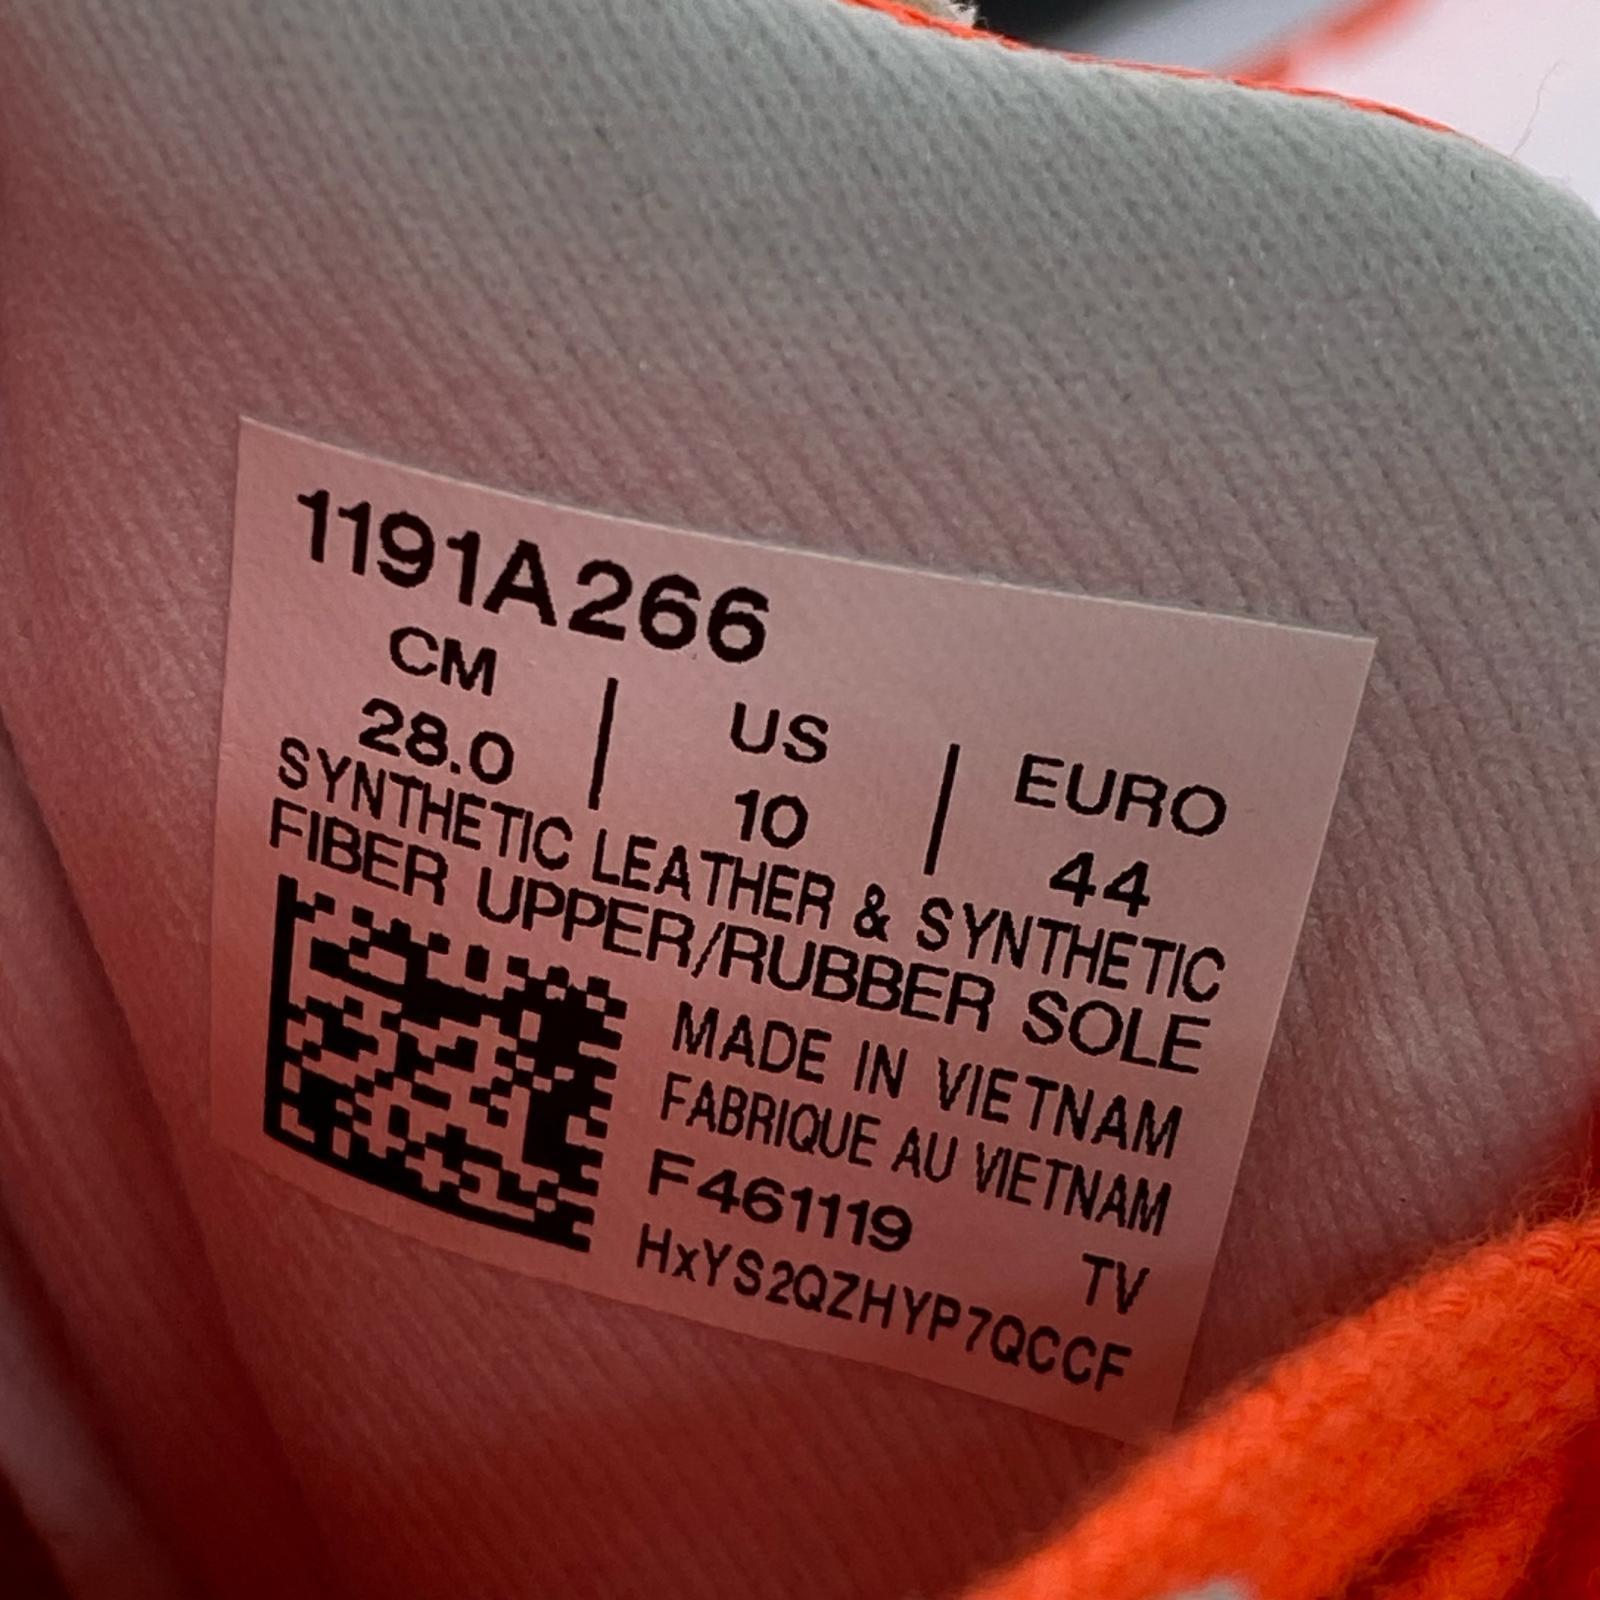 1191A266
CM | US | EURO
28.0 | 10 | 44
SYNTHETIC LEATHER & SYNTHETIC
FIBER UPPER/RUBBER SOLE
MADE IN VIETNAM
FABRIQUE AU VIETNAM
F461119
TV
HxYS2QZHYP7QCCF